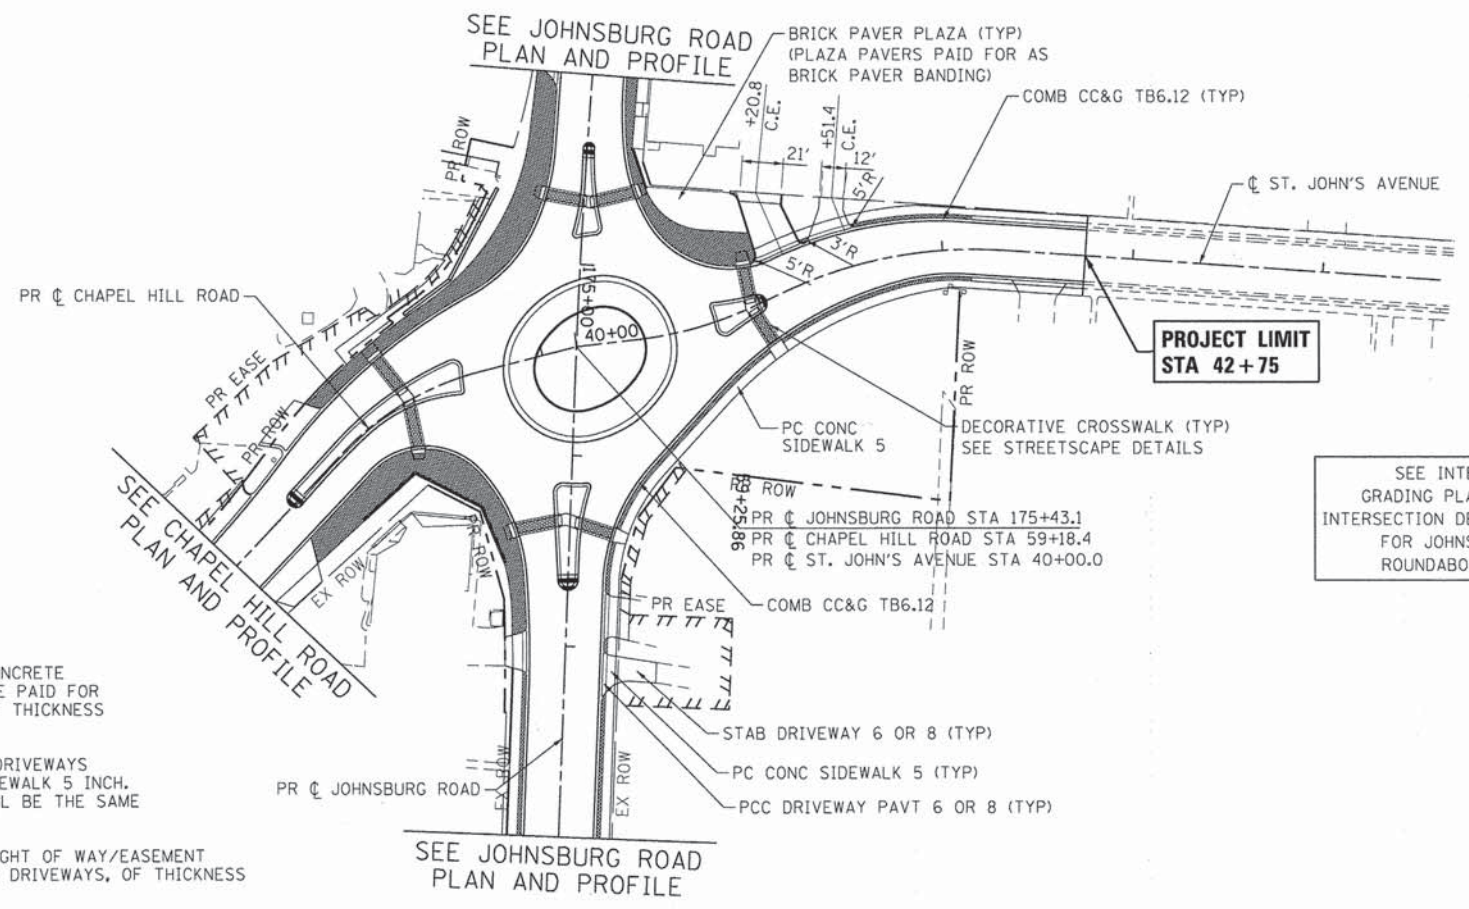 SEE JOHNSBURG ROAD
PLAN AND PROFILE
BRICK PAVER PLAZA (TYP)
(PLAZA PAVERS PAID FOR AS
BRICK PAVER BANDING)
COMB CC&G TB6.12 (TYP)
+20.8
C.E.
+51.4
C.E.
21'
12'
5'R
3'R
5'R
PR ROW
℄ ST. JOHN'S AVENUE
PR ℄ CHAPEL HILL ROAD
175+00
40+00
PROJECT LIMIT
STA 42+75
PR EASE
PR ROW
PR ROW
PC CONC
SIDEWALK 5
DECORATIVE CROSSWALK (TYP)
SEE STREETSCAPE DETAILS
SEE INTE
GRADING PLA
INTERSECTION DE
FOR JOHNS
ROUNDABO
SEE CHAPEL HILL ROAD
PLAN AND PROFILE
PR ROW
+25.86
PR ℄ JOHNSBURG ROAD STA 175+43.1
PR ℄ CHAPEL HILL ROAD STA 59+18.4
PR ℄ ST. JOHN'S AVENUE STA 40+00.0
EX ROW
PR ROW
PR EASE
COMB CC&G TB6.12
NCRETE
E PAID FOR
THICKNESS
STAB DRIVEWAY 6 OR 8 (TYP)
DRIVEWAYS
EWALK 5 INCH.
L BE THE SAME
PR ℄ JOHNSBURG ROAD
EX ROW
EX ROW
PC CONC SIDEWALK 5 (TYP)
PCC DRIVEWAY PAVT 6 OR 8 (TYP)
GHT OF WAY/EASEMENT
DRIVEWAYS, OF THICKNESS
SEE JOHNSBURG ROAD
PLAN AND PROFILE